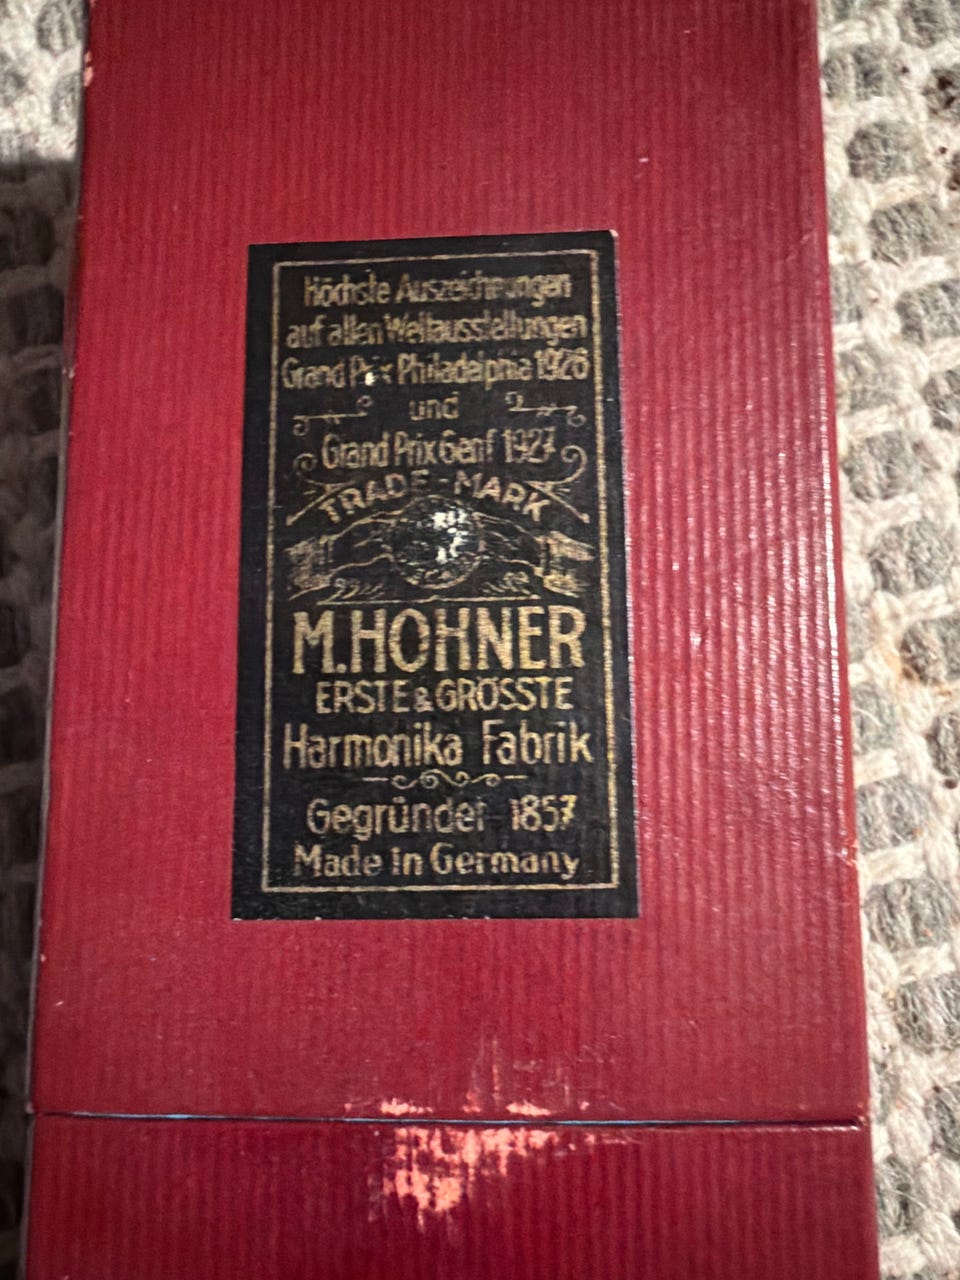 Höchste Auszeichnungen
auf allen Weltausstellungen
Grand Prix Philadelphia 1926
und
Grand Prix Genf 1927
TRADE-MARK
M.HOHNER
ERSTE & GRÖSSTE
Harmonika Fabrik
Gegründet 1857
Made in Germany